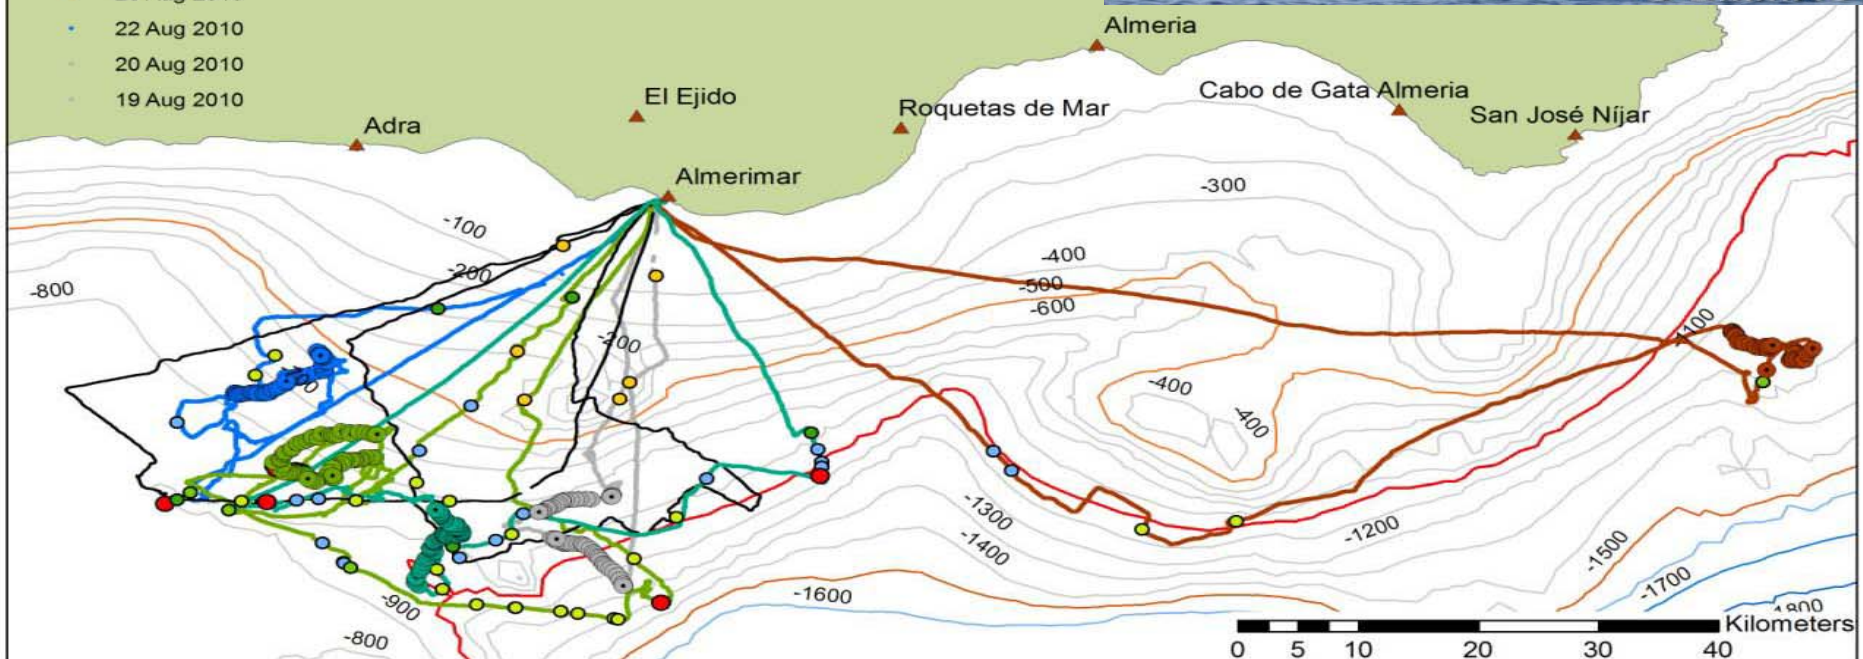 22 Aug 2010
20 Aug 2010
19 Aug 2010
Almeria
El Ejido
Cabo de Gata Almeria
Roquetas de Mar
San José Níjar
Adra
Almerimar
-300
-100
-400
-200
-500
-800
-600
-1100
-200
-400
-400
-1300
-1200
-1400
-1500
-1700
-1600
-900
-800
-1800
Kilometers
0 5 10 20 30 40